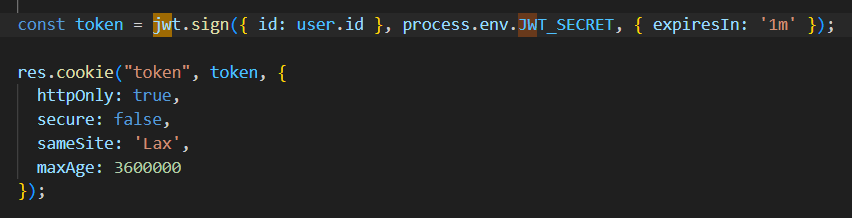 const token = jwt.sign({ id: user.id }, process.env.JWT_SECRET, { expiresIn: '1m' });
res.cookie("token", token, {
httpOnly: true,
secure: false,
sameSite: 'Lax',
maxAge: 3600000
});